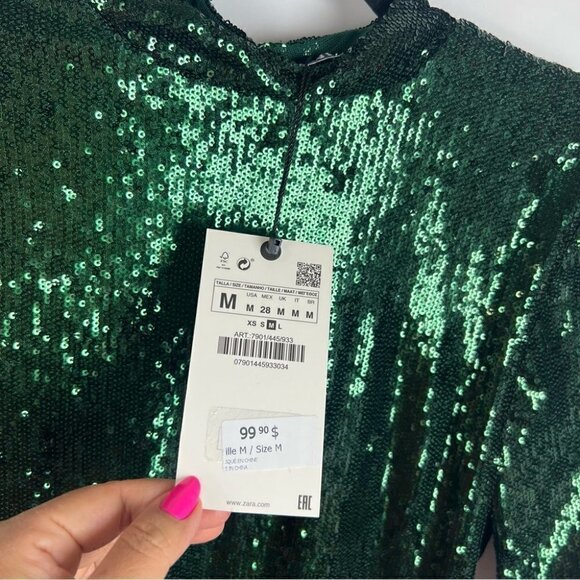 TALLA / SIZE / TAMANHO / TAILLE / MAAT /
M
USA MEX UK IT BR
M 28 M M M
XS S M L
ART. 7901/445/933
07901445933034
99 90 $
ille M / Size M
www.zara.com
EAC